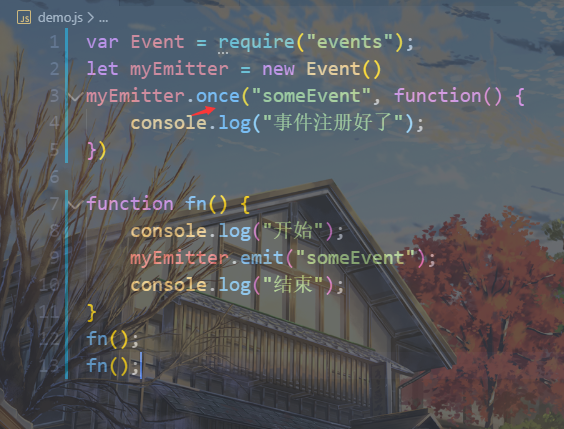 JS demo.js > ...
1 var Event = require("events");
2 let myEmitter = new Event()
3 myEmitter.once("someEvent", function() {
4 console.log("事件注册好了");
5 })
6
7 function fn() {
8 console.log("开始");
9 myEmitter.emit("someEvent");
10 console.log("结束");
11 }
12 fn();
13 fn();